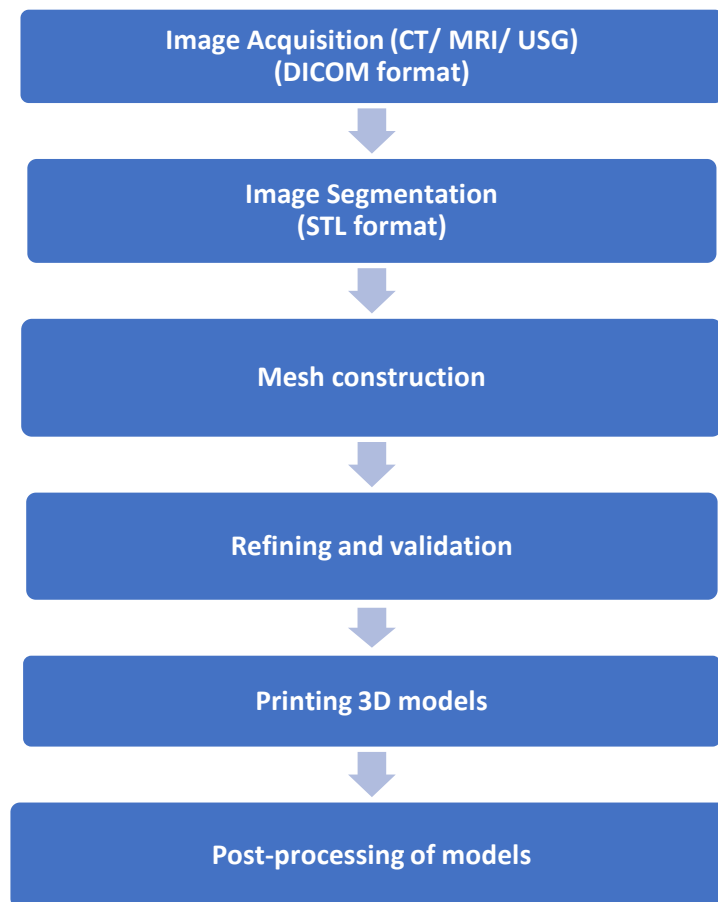 Image Acquisition (CT/ MRI/ USG)
(DICOM format)
Image Segmentation
(STL format)
Mesh construction
Refining and validation
Printing 3D models
Post-processing of models